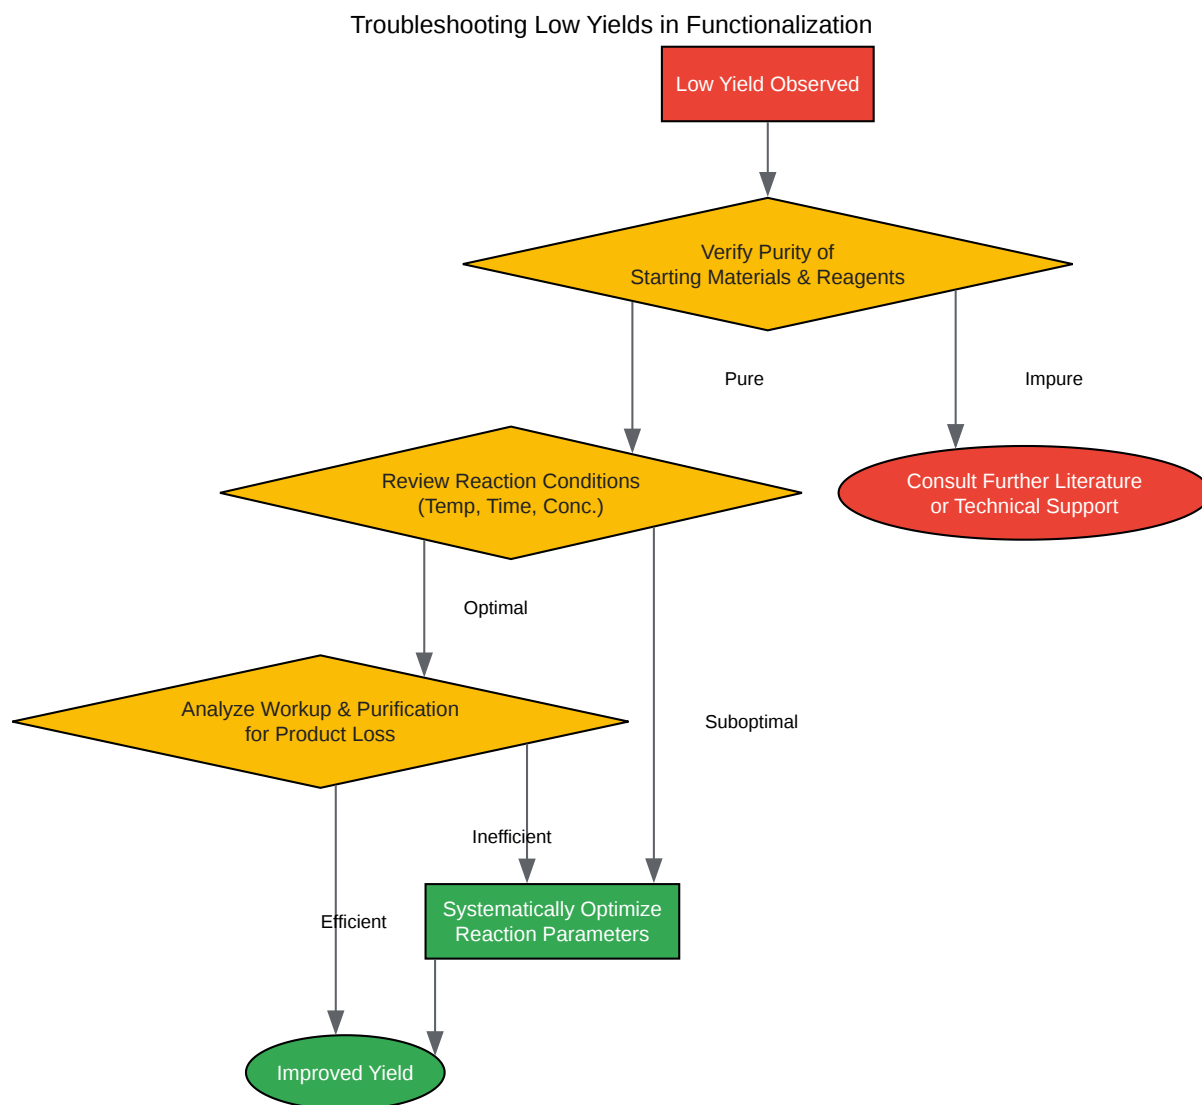 Troubleshooting Low Yields in Functionalization
Low Yield Observed
Verify Purity of
Starting Materials & Reagents
Pure
Impure
Review Reaction Conditions
(Temp, Time, Conc.)
Consult Further Literature
or Technical Support
Optimal
Analyze Workup & Purification
for Product Loss
Suboptimal
Inefficient
Efficient
Systematically Optimize
Reaction Parameters
Improved Yield